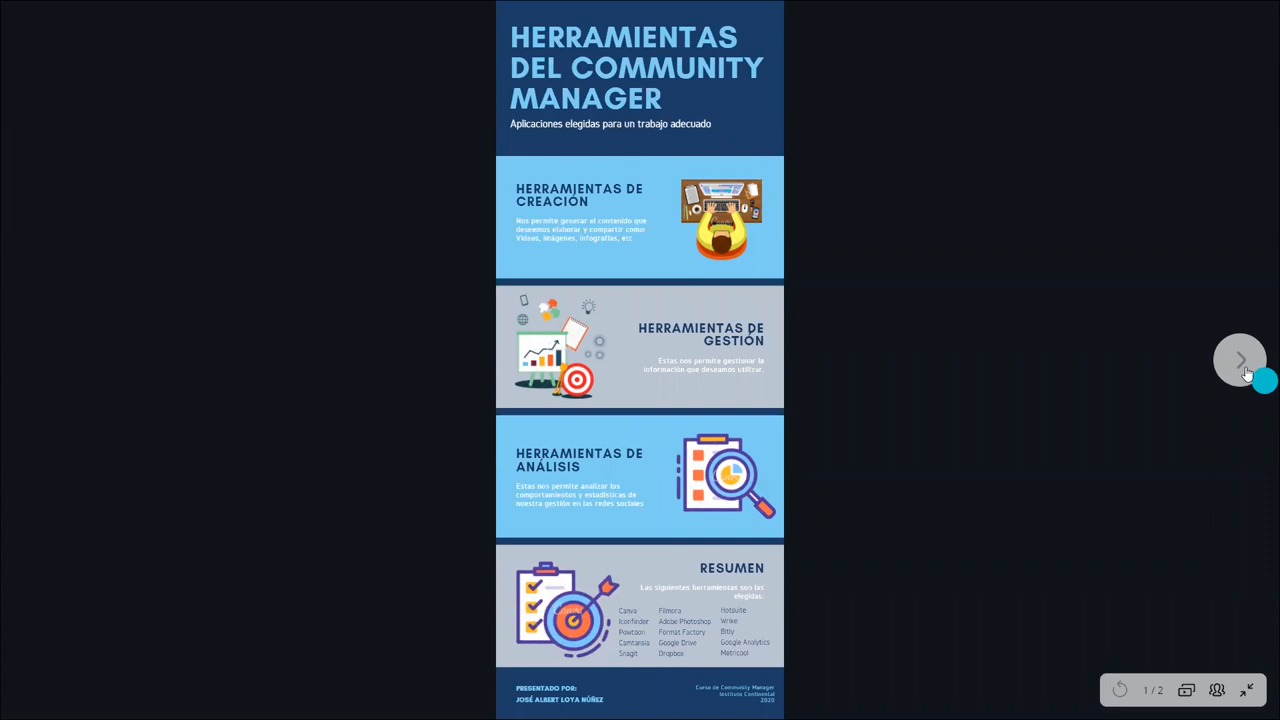 HERRAMIENTAS
DEL COMMUNITY
MANAGER
Aplicaciones elegidas para un trabajo adecuado
HERRAMIENTAS DE
CREACIÓN
Nos permite generar el contenido que
deseemos elaborar y compartir como:
Videos, imágenes, infografías, etc
HERRAMIENTAS DE
GESTIÓN
Estas nos permite gestionar la
información que deseamos utilizar.
HERRAMIENTAS DE
ANÁLISIS
Estas nos permite analizar los
comportamientos y estadísticas de
nuestra gestión en las redes sociales
RESUMEN
Las siguientes herramientas son las
elegidas:
Canva Filmora Hotsuite
Iconfinder Adobe Photoshop Wrike
Powtoon Format Factory Bitly
Camtansia Google Drive Google Analytics
Snagit Dropbox Metricool
PRESENTADO POR:
JOSÉ ALBERT LOYA NÚÑEZ
Curso de Community Manager
Instituto Continental
2020
1 / 2